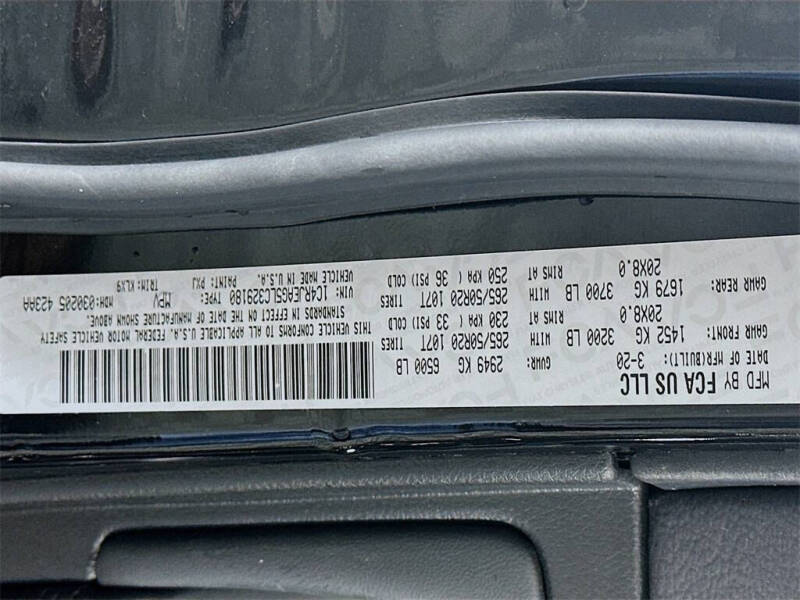 MFD BY FCA US LLC
DATE OF MFR(BUILT): 3-20 GVWR: 2949 KG 6500 LB
GAWR FRONT: 1452 KG 3200 LB WITH 265/50R20 107T TIRES
20X8.0 RIMS AT 230 KPA ( 33 PSI) COLD
GAWR REAR: 1679 KG 3700 LB WITH 265/50R20 107T TIRES
20X8.0 RIMS AT 250 KPA ( 36 PSI) COLD
THIS VEHICLE CONFORMS TO ALL APPLICABLE U.S.A. FEDERAL MOTOR VEHICLE SAFETY
STANDARDS IN EFFECT ON THE DATE OF MANUFACTURE SHOWN ABOVE.
VIN: 1C4RJEAG5LC329180 TYPE: MPV MDH:030205 423AA
VEHICLE MADE IN U.S.A. PAINT: PXJ TRIM: KLX9